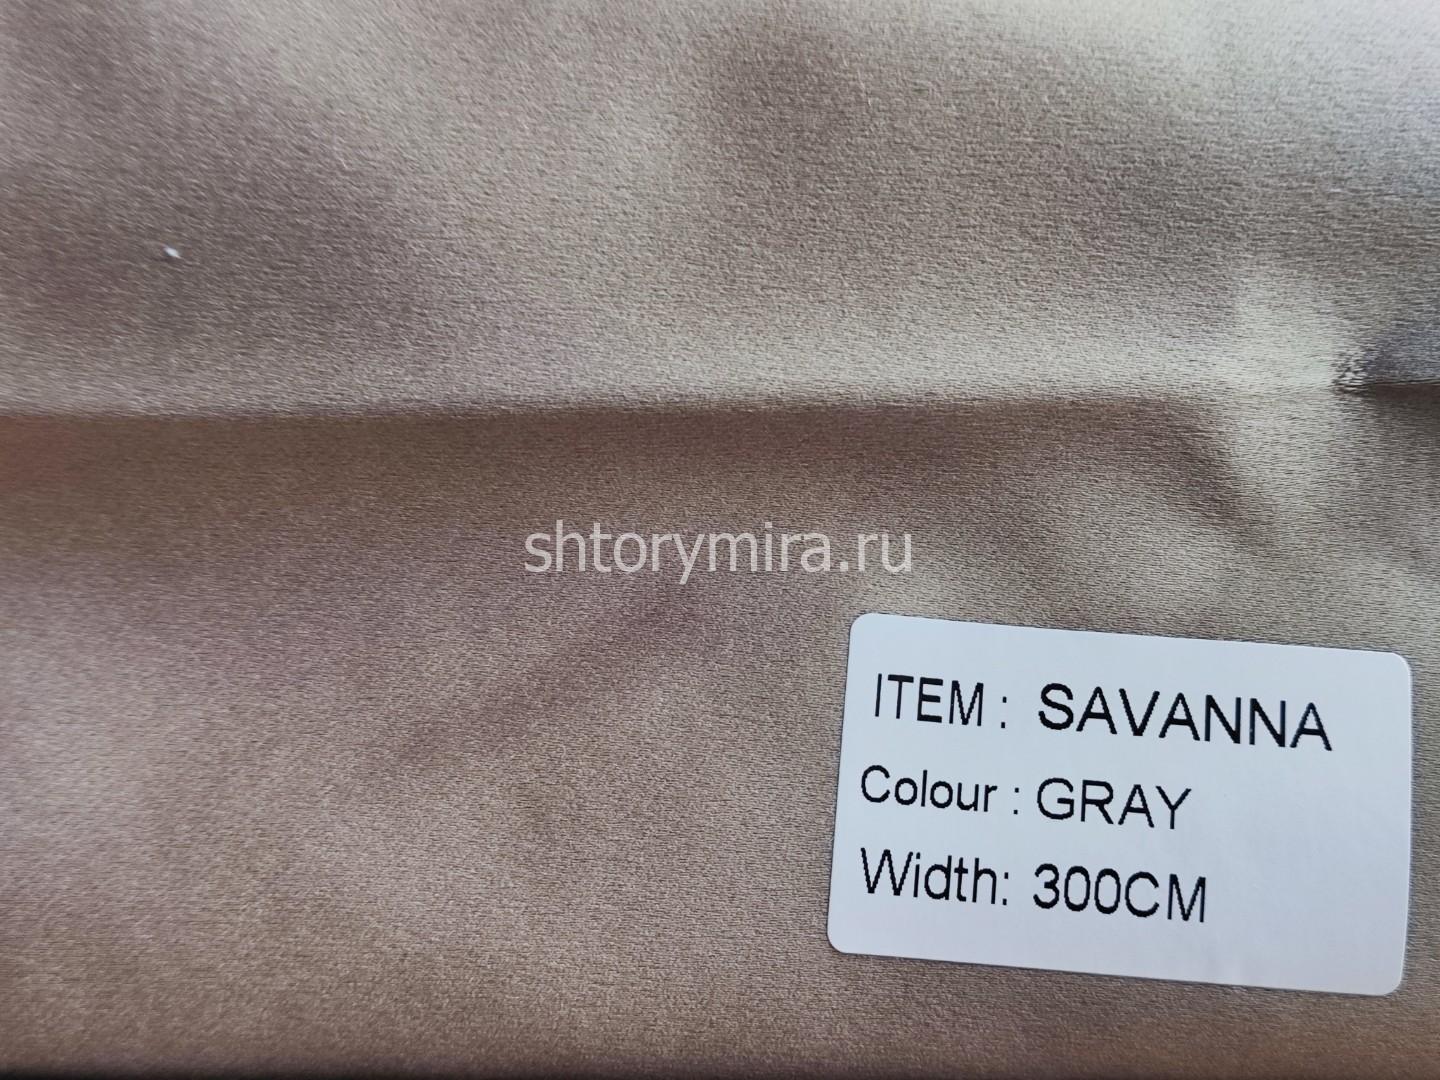 shtorymira.ru
ITEM : SAVANNA
Colour : GRAY
Width: 300CM